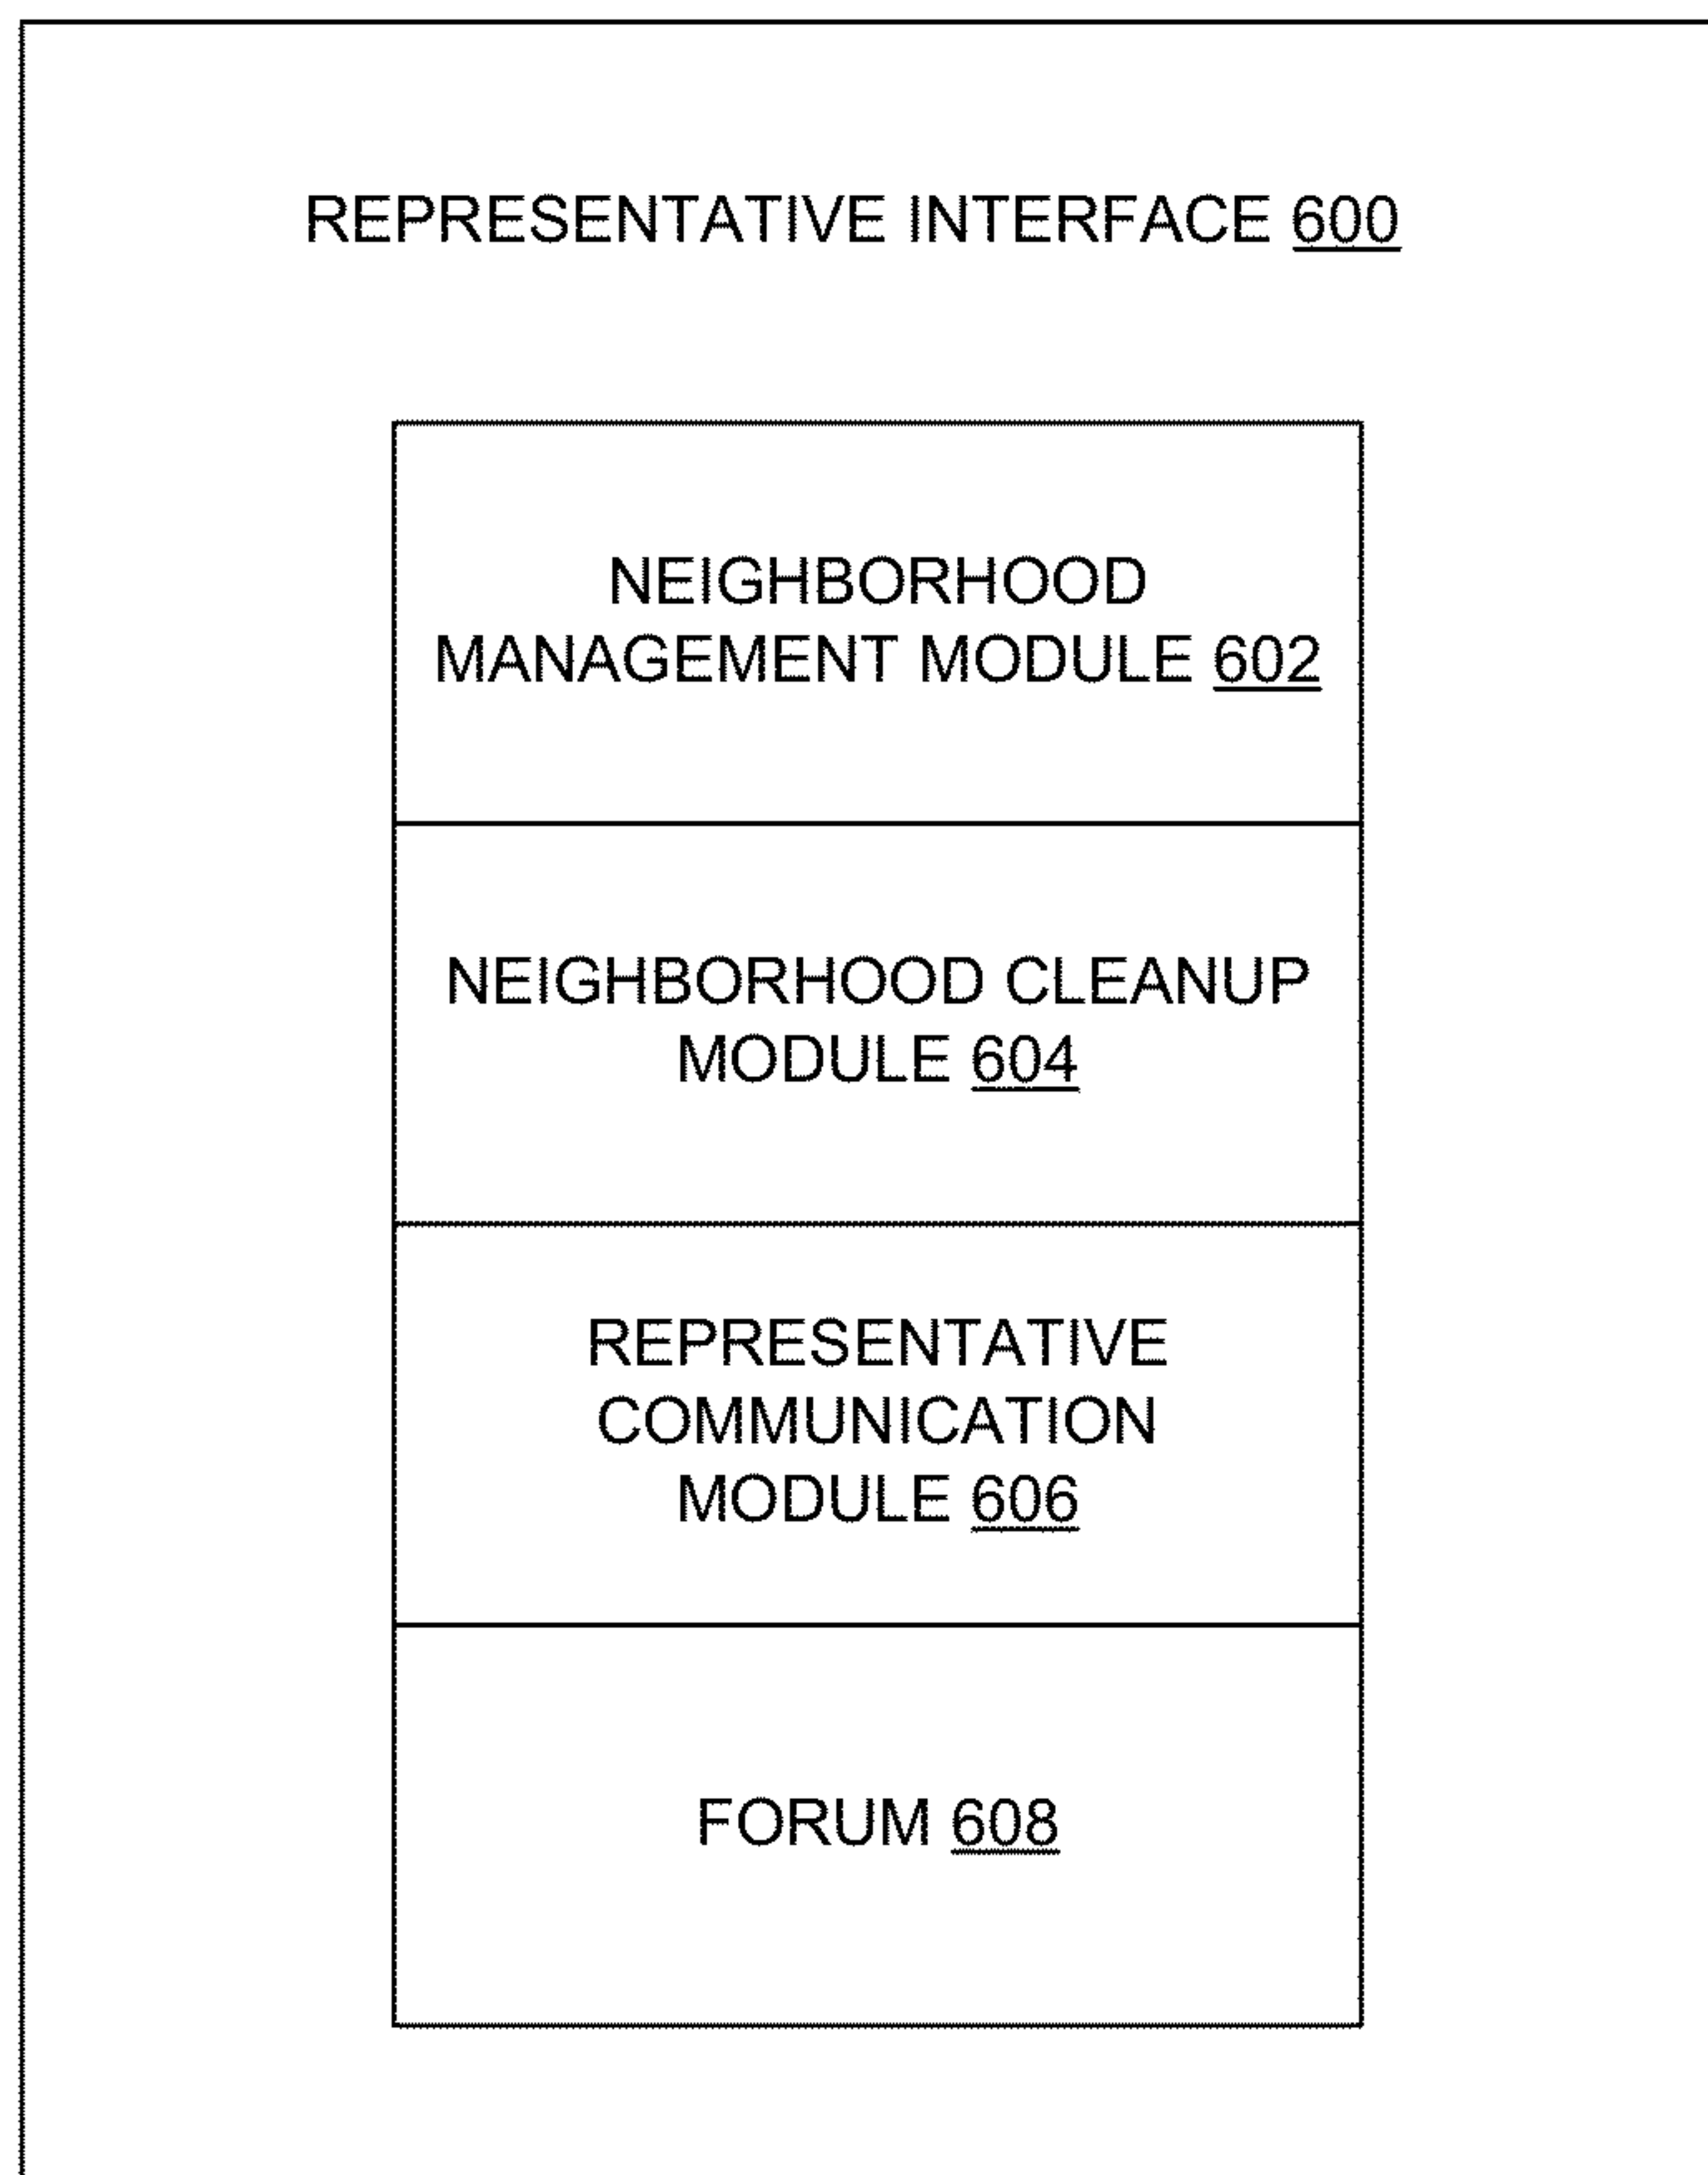 REPRESENTATIVE INTERFACE 600
NEIGHBORHOOD
MANAGEMENT MODULE 602
NEIGHBORHOOD CLEANUP
MODULE 604
REPRESENTATIVE
COMMUNICATION
MODULE 606
FORUM 608